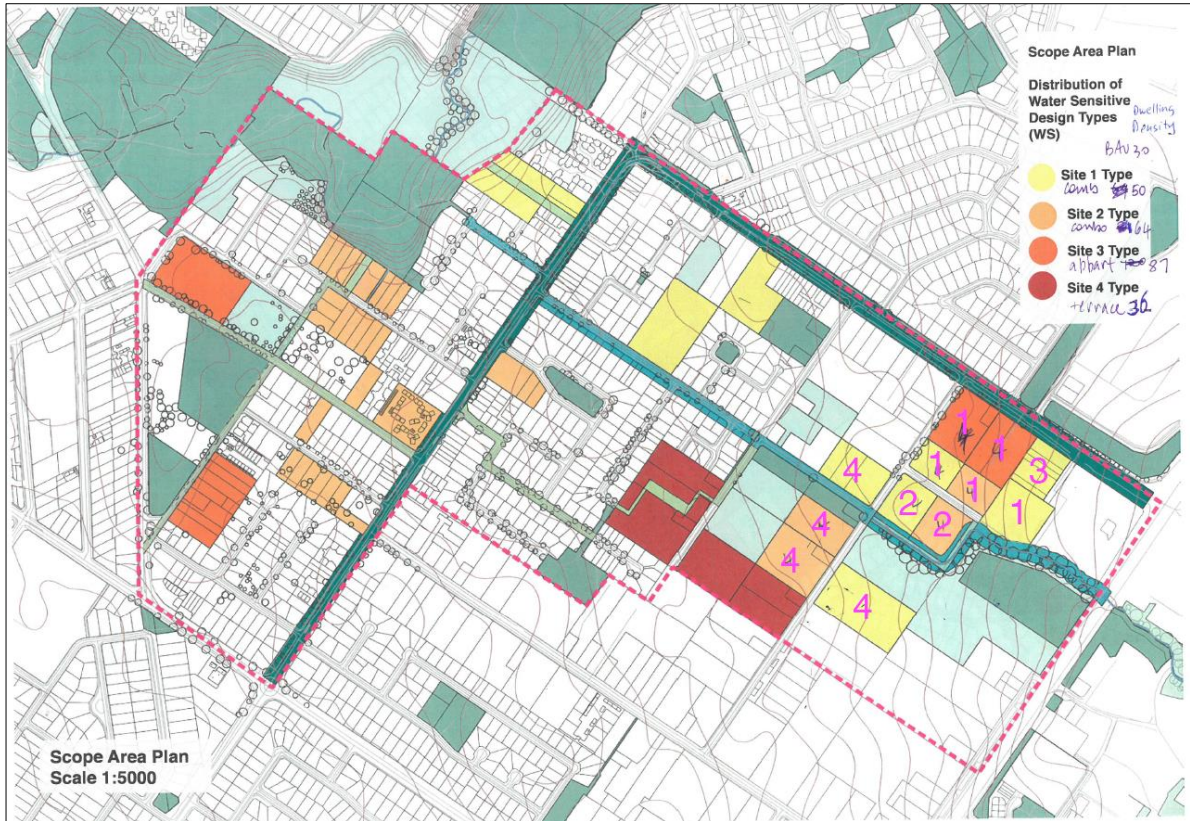 Scope Area Plan
Distribution of
Water Sensitive
Design Types
(WS)
Dwelling
Density
BAU 30
Site 1 Type
comb 50
Site 2 Type
combo 64
Site 3 Type
appart 87
Site 4 Type
terrace 36
1
1
1
3
4
1
2
2
1
4
4
4
Scope Area Plan
Scale 1:5000